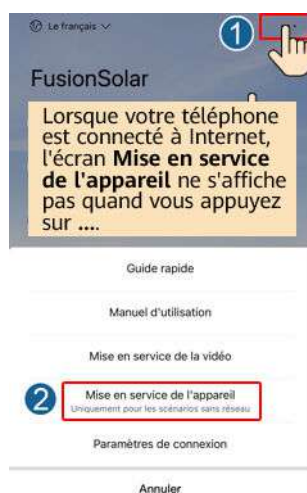 Le français
1
FusionSolar
Lorsque votre téléphone
est connecté à Internet,
l'écran Mise en service
de l'appareil ne s'affiche
pas quand vous appuyez
sur ....
Guide rapide
Manuel d'utilisation
Mise en service de la vidéo
2
Mise en service de l'appareil
Uniquement pour les scénarios sans réseau
Paramètres de connexion
Annuler